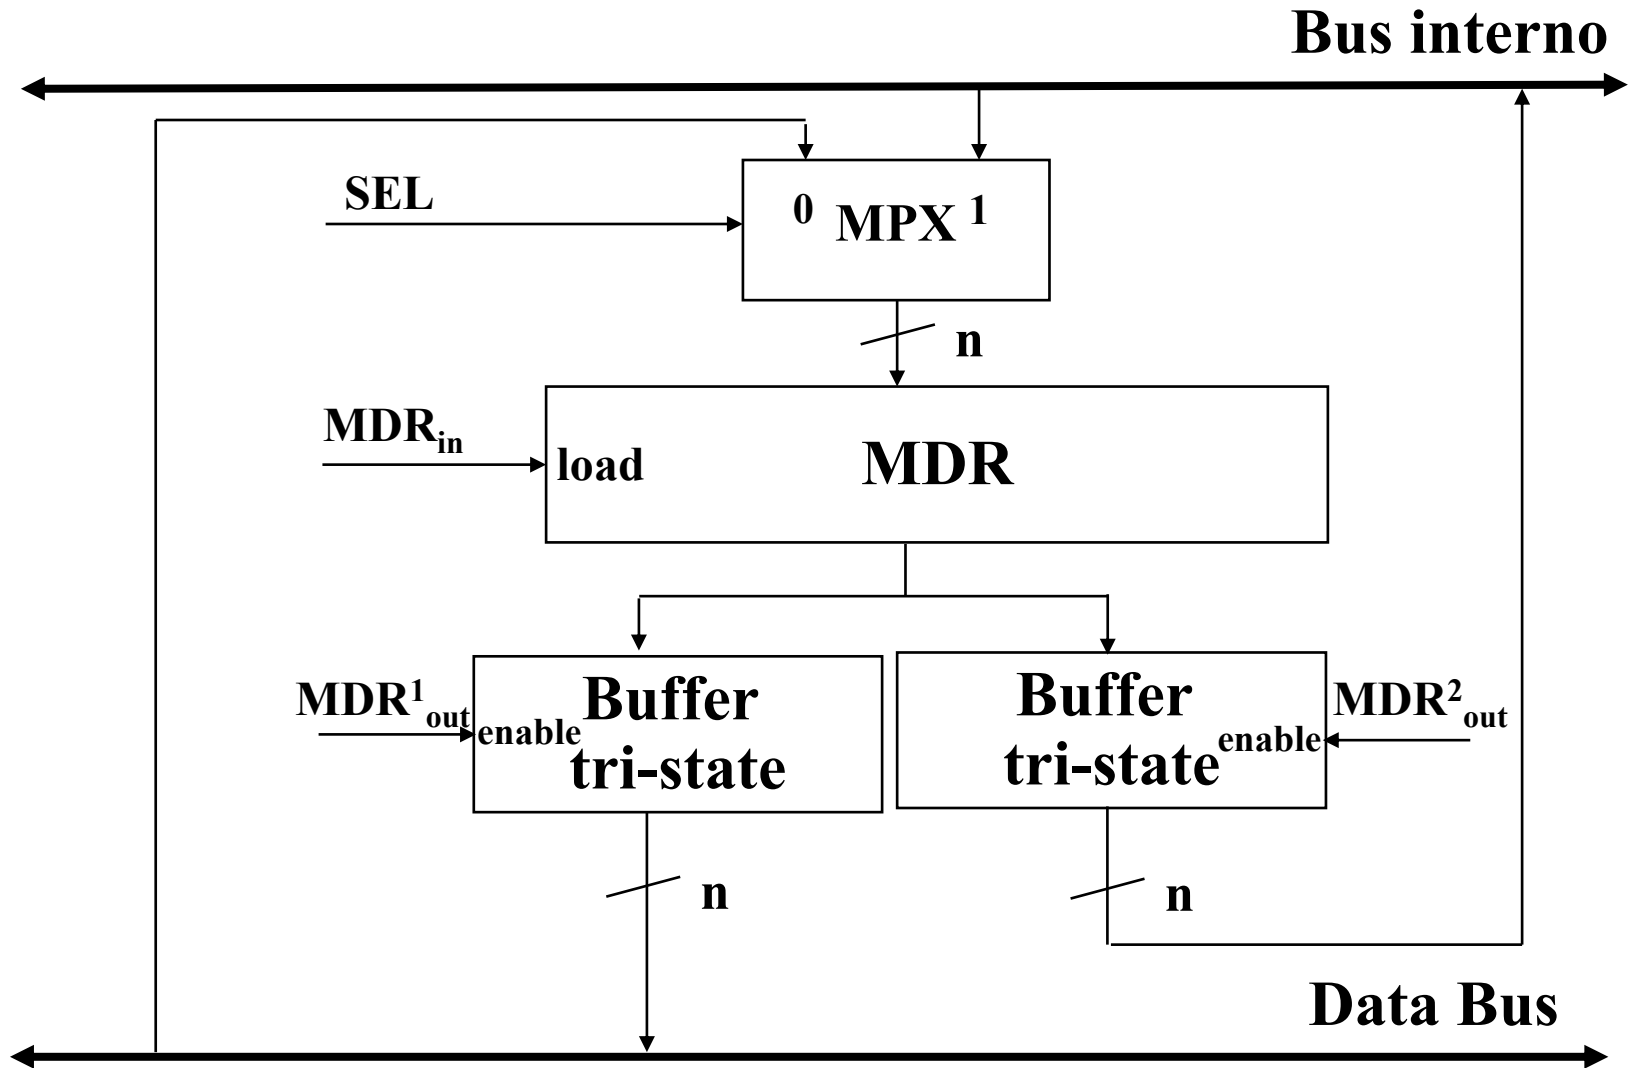 Bus interno
SEL
0 MPX 1
n
MDRin
load
MDR
MDR1out
enable
Buffer
tri-state
Buffer
tri-state
enable
MDR2out
n
n
Data Bus